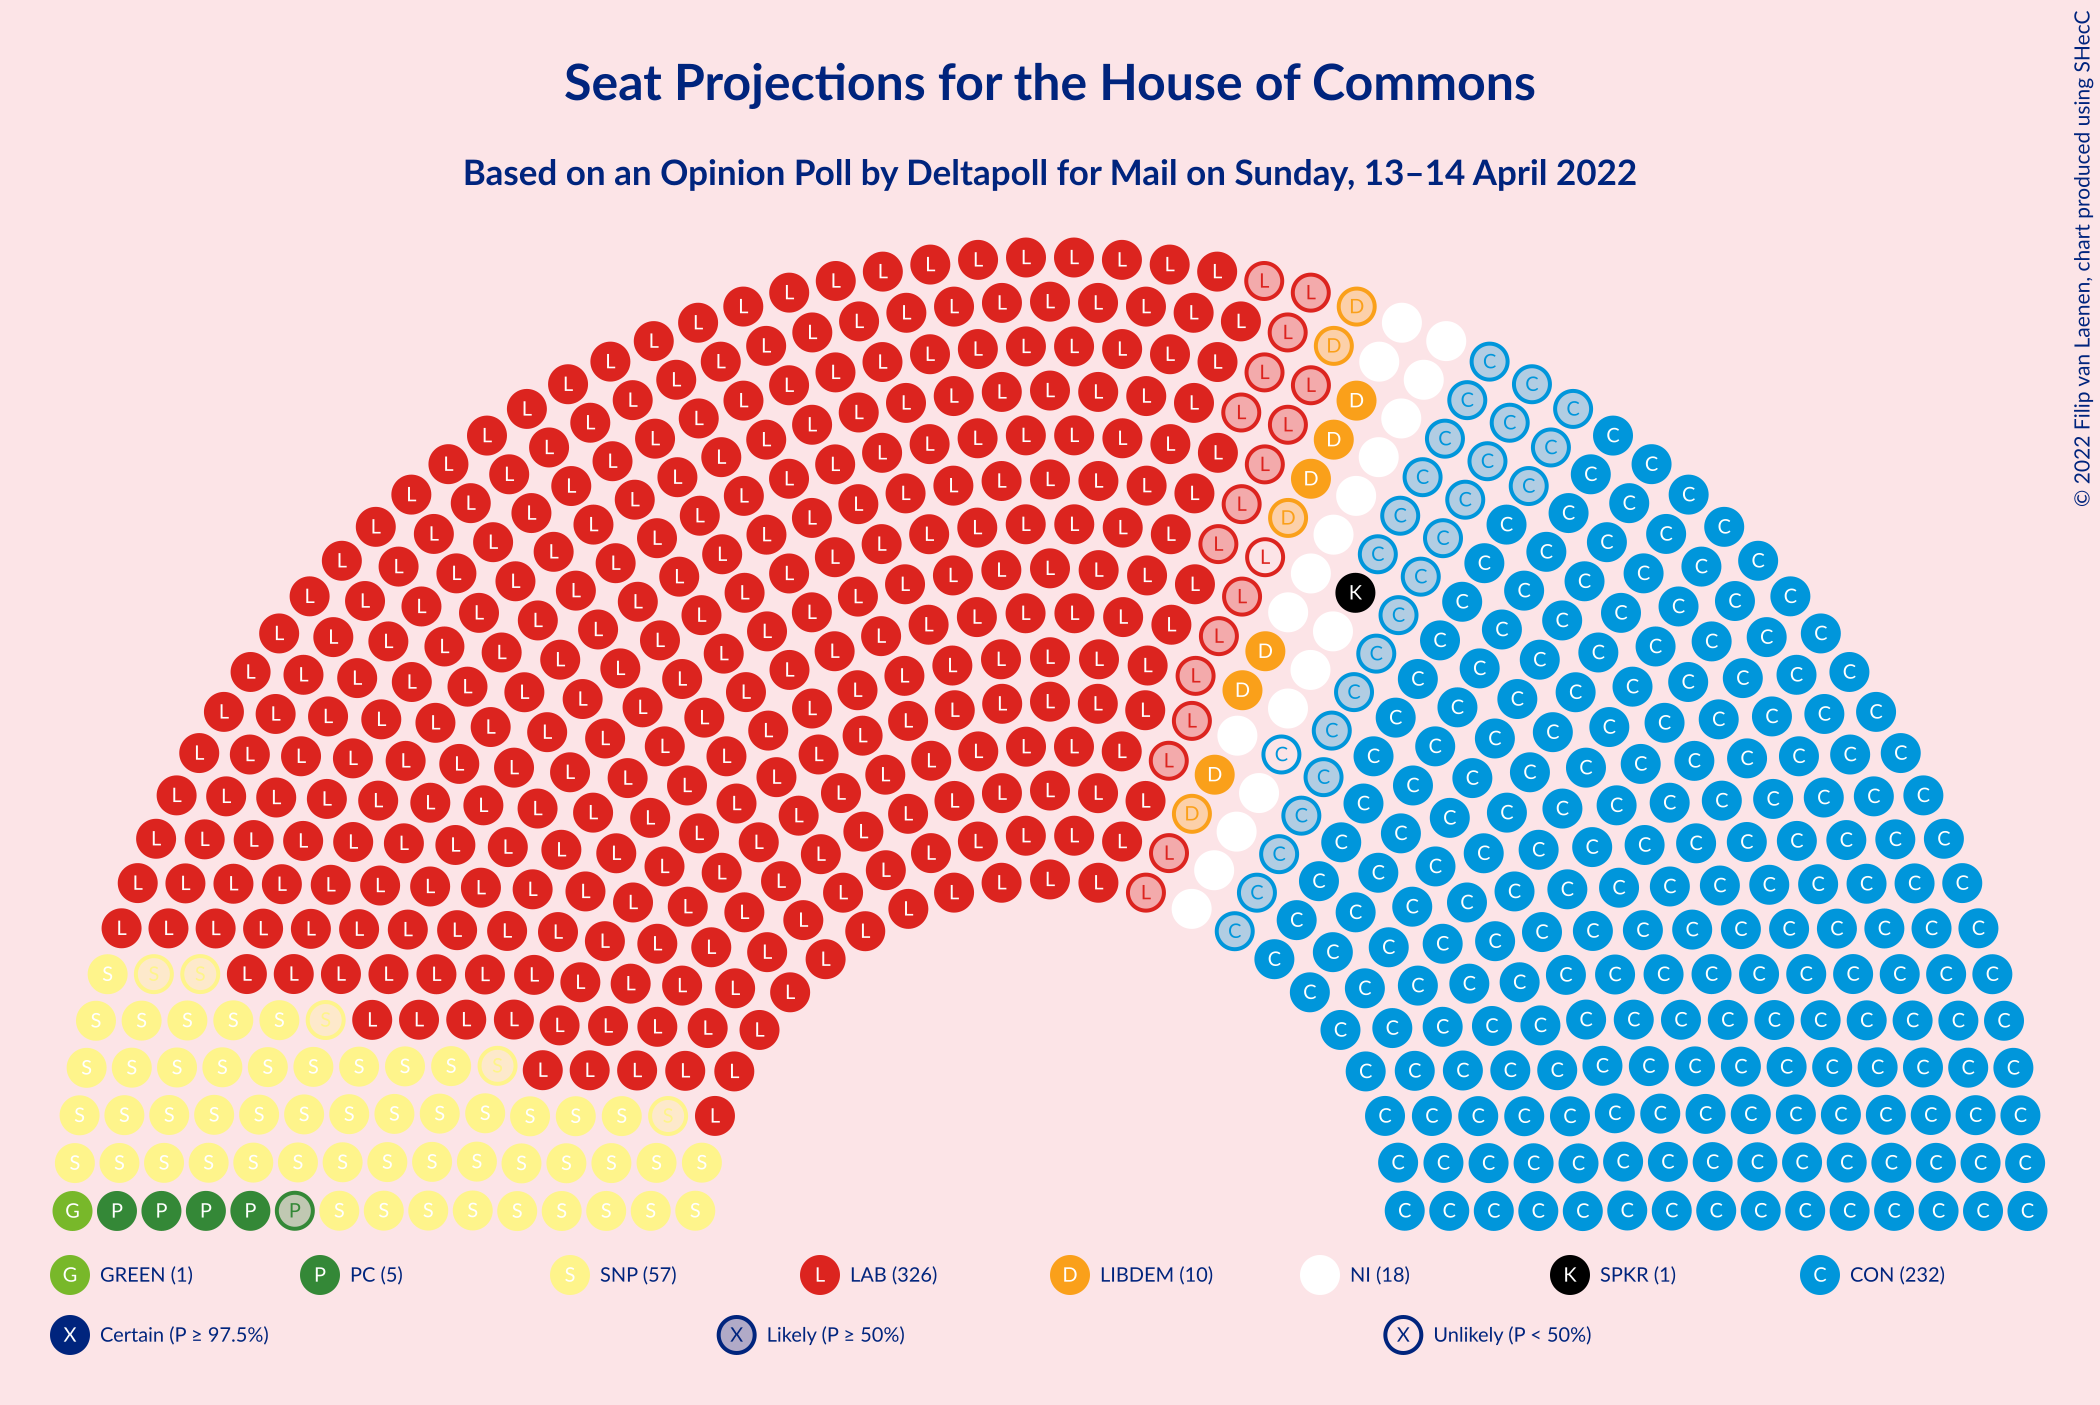 Seat Projections for the House of Commons
Based on an Opinion Poll by Deltapoll for Mail on Sunday, 13–14 April 2022
© 2022 Filip van Laenen, chart produced using SHecC
G GREEN (1)
P PC (5)
S SNP (57)
L LAB (326)
D LIBDEM (10)
NI (18)
K SPKR (1)
C CON (232)
X Certain (P ≥ 97.5%)
X Likely (P ≥ 50%)
X Unlikely (P < 50%)